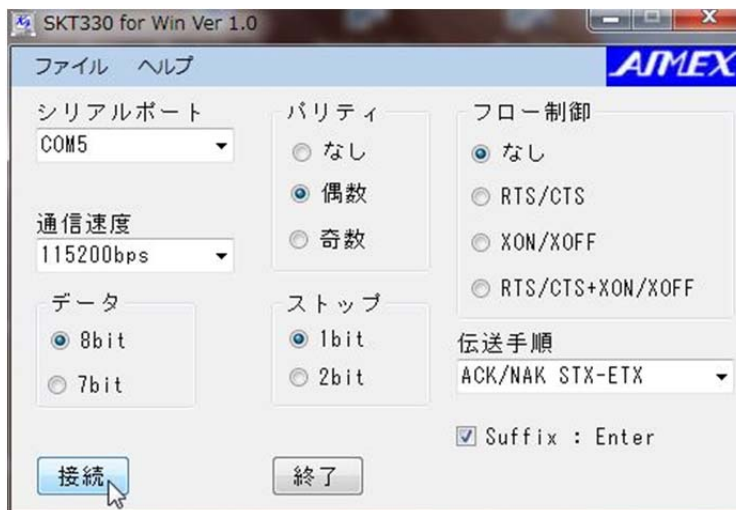 SKT330 for Win Ver 1.0
ファイル ヘルプ
AIMEX
シリアルポート
COM5
通信速度
115200bps
データ
8bit
7bit
パリティ
なし
偶数
奇数
ストップ
1bit
2bit
フロー制御
なし
RTS/CTS
XON/XOFF
RTS/CTS+XON/XOFF
伝送手順
ACK/NAK STX-ETX
Suffix : Enter
接続
終了